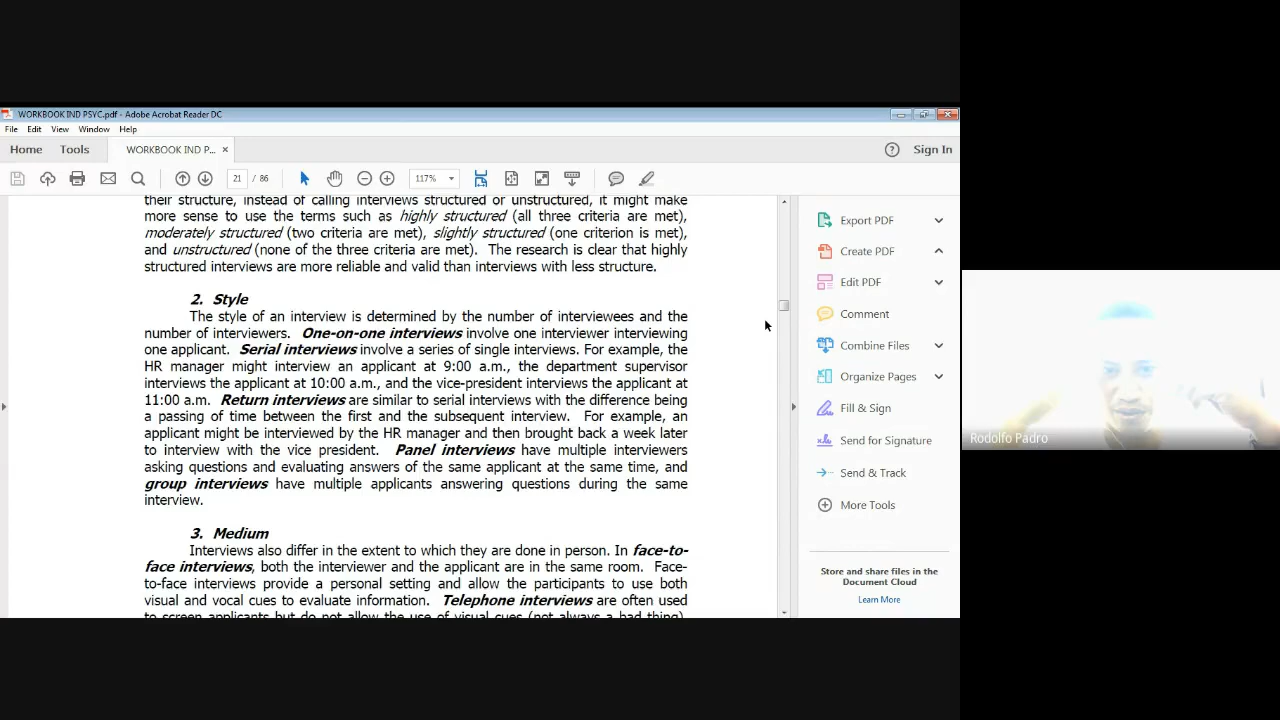 WORKBOOK IND PSYC.pdf - Adobe Acrobat Reader DC
File Edit View Window Help
Home Tools WORKBOOK IND P... × Sign In
21 / 86 117%
their structure, instead of calling interviews structured or unstructured, it might make
more sense to use the terms such as highly structured (all three criteria are met),
moderately structured (two criteria are met), slightly structured (one criterion is met),
and unstructured (none of the three criteria are met). The research is clear that highly
structured interviews are more reliable and valid than interviews with less structure.
2. Style
The style of an interview is determined by the number of interviewees and the
number of interviewers. One-on-one interviews involve one interviewer interviewing
one applicant. Serial interviews involve a series of single interviews. For example, the
HR manager might interview an applicant at 9:00 a.m., the department supervisor
interviews the applicant at 10:00 a.m., and the vice-president interviews the applicant at
11:00 a.m. Return interviews are similar to serial interviews with the difference being
a passing of time between the first and the subsequent interview. For example, an
applicant might be interviewed by the HR manager and then brought back a week later
to interview with the vice president. Panel interviews have multiple interviewers
asking questions and evaluating answers of the same applicant at the same time, and
group interviews have multiple applicants answering questions during the same
interview.
3. Medium
Interviews also differ in the extent to which they are done in person. In face-to-
face interviews, both the interviewer and the applicant are in the same room. Face-
to-face interviews provide a personal setting and allow the participants to use both
visual and vocal cues to evaluate information. Telephone interviews are often used
to screen applicants but do not allow the use of visual cues (not always a bad thing).
Export PDF
Create PDF
Edit PDF
Comment
Combine Files
Organize Pages
Fill & Sign
Send for Signature
Send & Track
More Tools
Store and share files in the
Document Cloud
Learn More
Rodolfo Padro